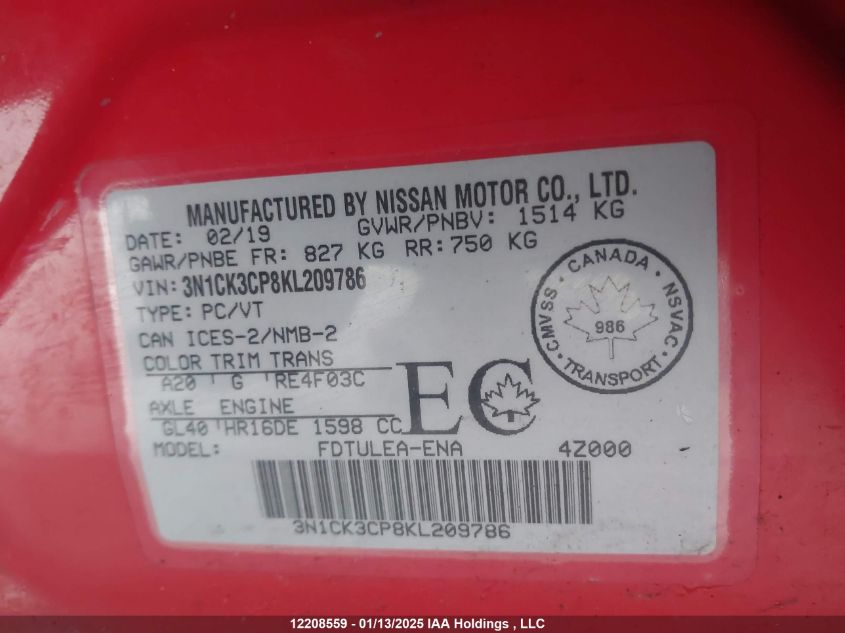 MANUFACTURED BY NISSAN MOTOR CO., LTD.
DATE: 02/19 GVWR/PNBV: 1514 KG
GAWR/PNBE FR: 827 KG RR: 750 KG
VIN: 3N1CK3CP8KL209786
TYPE: PC/VT
CAN ICES-2/NMB-2
COLOR TRIM TRANS
A20 G RE4F03C
AXLE ENGINE
GL40 HR16DE 1598 CC
MODEL: FDTULEA-ENA 4Z000
3N1CK3CP8KL209786
EC
CANADA
CMVSS · NSVAC
986
TRANSPORT
12208559 - 01/13/2025 IAA Holdings , LLC